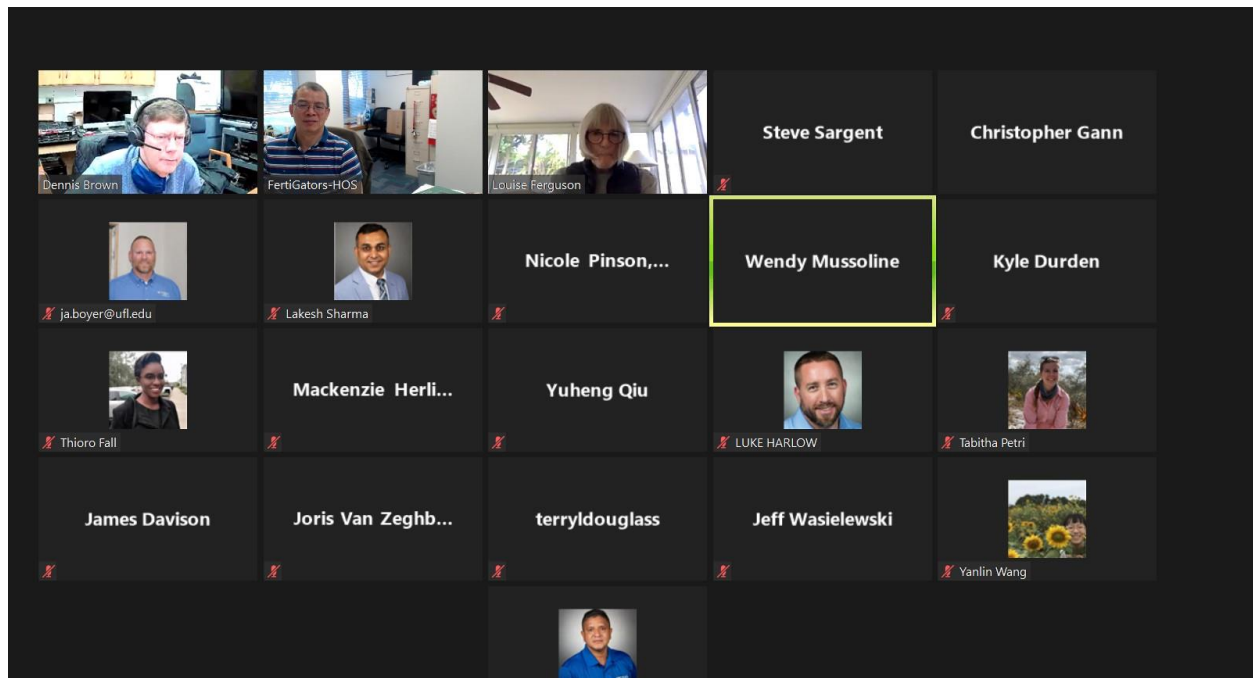 Dennis Brown
FertiGators-HOS
Louise Ferguson
Steve Sargent
Christopher Gann
ja.boyer@ufl.edu
Lakesh Sharma
Nicole Pinson,...
Wendy Mussoline
Kyle Durden
Thioro Fall
Mackenzie Herli...
Yuheng Qiu
LUKE HARLOW
Tabitha Petri
James Davison
Joris Van Zeghb...
terryldouglass
Jeff Wasielewski
Yanlin Wang